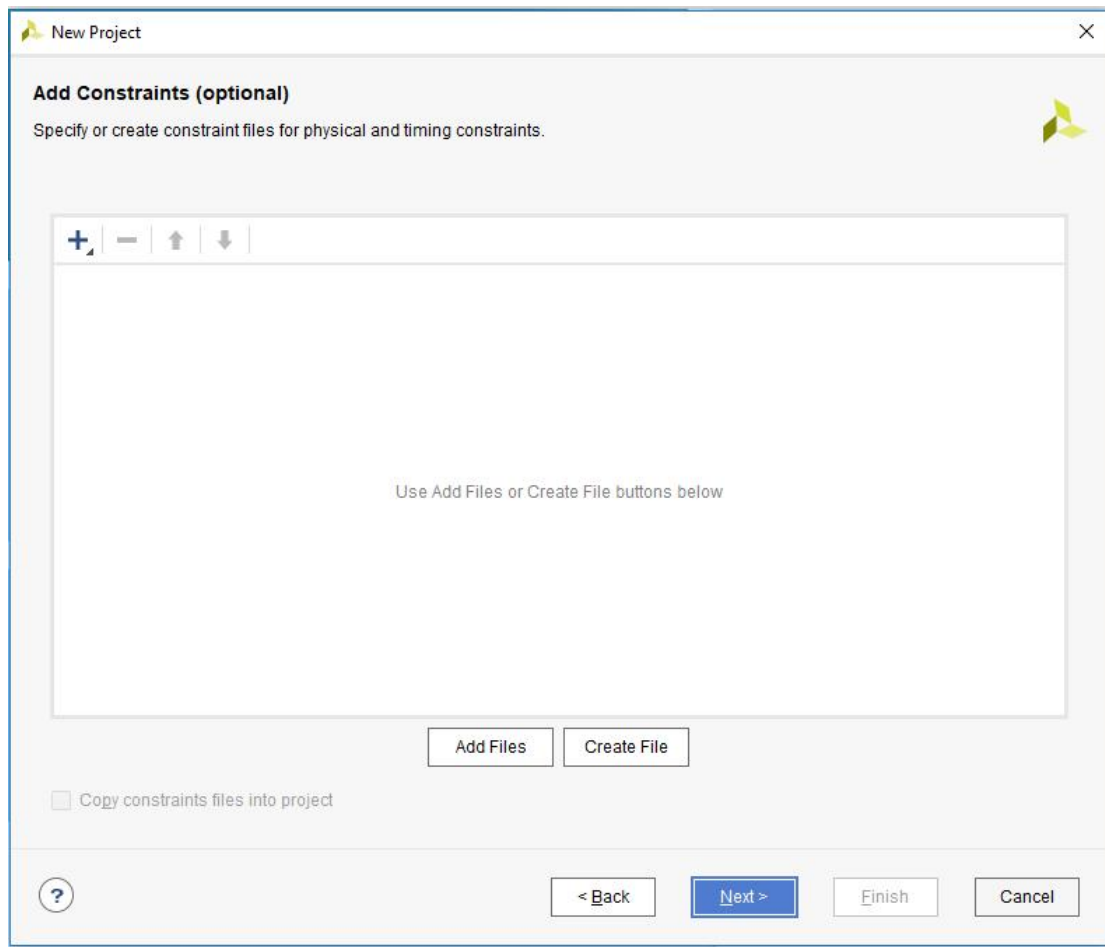 New Project
Add Constraints (optional)
Specify or create constraint files for physical and timing constraints.
Use Add Files or Create File buttons below
Add Files
Create File
Copy constraints files into project
?
< Back
Next >
Finish
Cancel